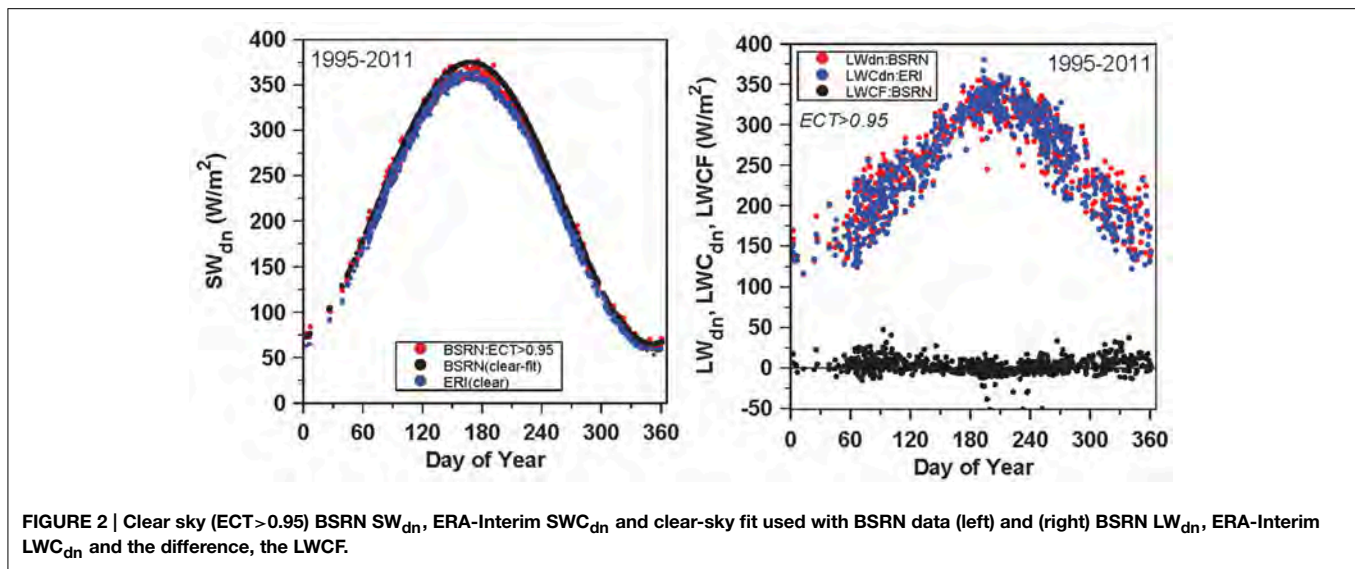 400
350
300
250
200
150
100
50
0
SWdn (W/m²)
1995-2011
BSRN:ECT>0.95
BSRN(clear-fit)
ERI(clear)
0 60 120 180 240 300 360
Day of Year
400
350
300
250
200
150
100
50
0
-50
LWdn, LWCdn, LWCF (W/m²)
LWdn:BSRN
LWCdn:ERI
LWCF:BSRN
1995-2011
ECT>0.95
0 60 120 180 240 300 360
Day of Year
FIGURE 2 | Clear sky (ECT>0.95) BSRN SWdn, ERA-Interim SWCdn and clear-sky fit used with BSRN data (left) and (right) BSRN LWdn, ERA-Interim
LWCdn and the difference, the LWCF.